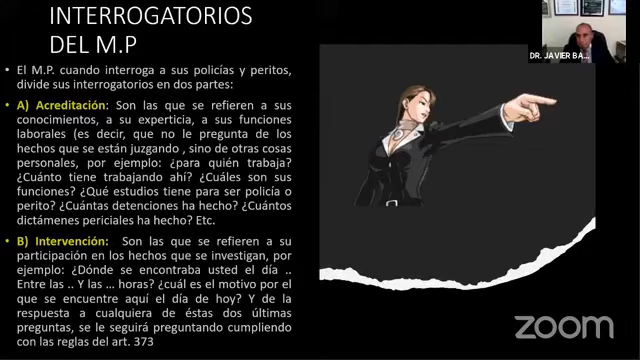 INTERROGATORIOS
DEL M.P
DR. JAVIER BA...
• El M.P. cuando interroga a sus policías y peritos,
divide sus interrogatorios en dos partes:
• A) Acreditación: Son las que se refieren a sus
conocimientos, a su experticia, a sus funciones
laborales (es decir, que no le pregunta de los
hechos que se están juzgando , sino de otras cosas
personales, por ejemplo: ¿para quién trabaja?
¿Cuánto tiene trabajando ahí? ¿Cuáles son sus
funciones? ¿Qué estudios tiene para ser policía o
perito? ¿Cuántas detenciones ha hecho? ¿Cuántos
dictámenes periciales ha hecho? Etc.
• B) Intervención: Son las que se refieren a su
participación en los hechos que se investigan, por
ejemplo: ¿Dónde se encontraba usted el día ..
Entre las .. Y las ... horas? ¿cuál es el motivo por el
que se encuentre aquí el día de hoy? Y de la
respuesta a cualquiera de éstas dos últimas
preguntas, se le seguirá preguntando cumpliendo
con las reglas del art. 373
zoom